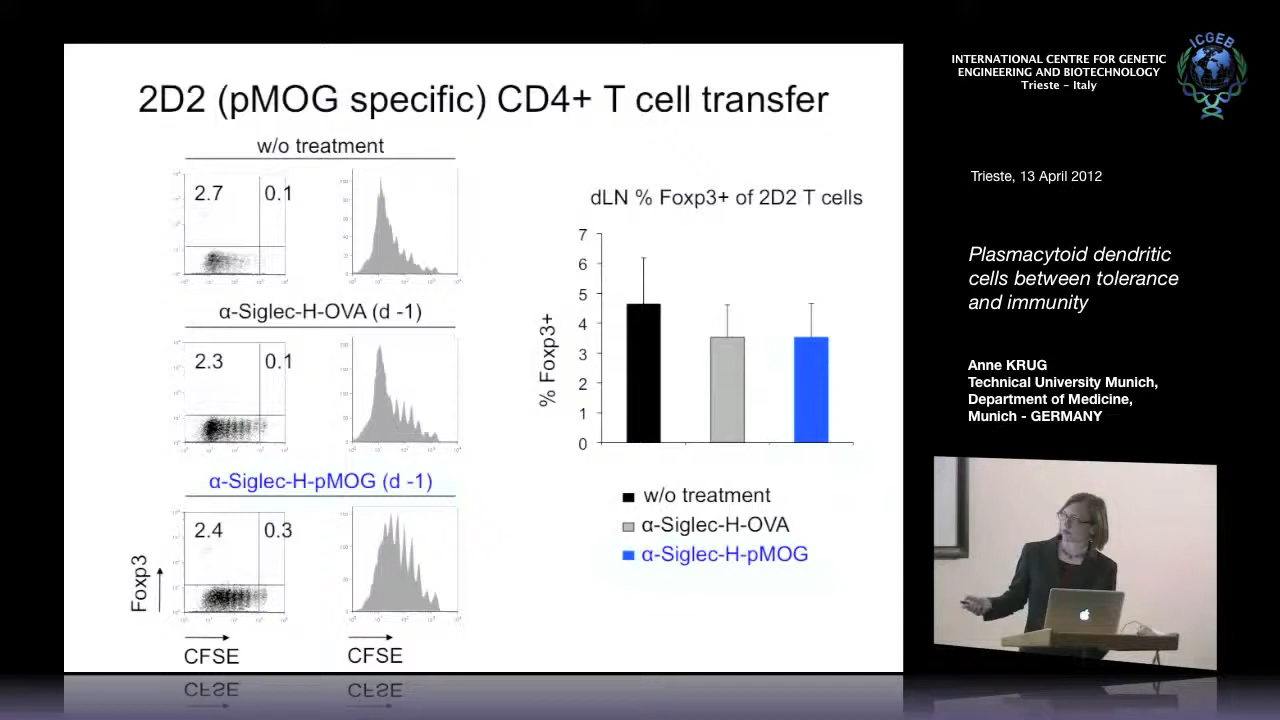 2D2 (pMOG specific) CD4+ T cell transfer
w/o treatment
2.7
0.1
α-Siglec-H-OVA (d -1)
2.3
0.1
α-Siglec-H-pMOG (d -1)
2.4
0.3
Foxp3
CFSE
CFSE
dLN % Foxp3+ of 2D2 T cells
% Foxp3+
7
6
5
4
3
2
1
0
w/o treatment
α-Siglec-H-OVA
α-Siglec-H-pMOG
INTERNATIONAL CENTRE FOR GENETIC
ENGINEERING AND BIOTECHNOLOGY
Trieste - Italy
ICGEB
Trieste, 13 April 2012
Plasmacytoid dendritic
cells between tolerance
and immunity
Anne KRUG
Technical University Munich,
Department of Medicine,
Munich - GERMANY